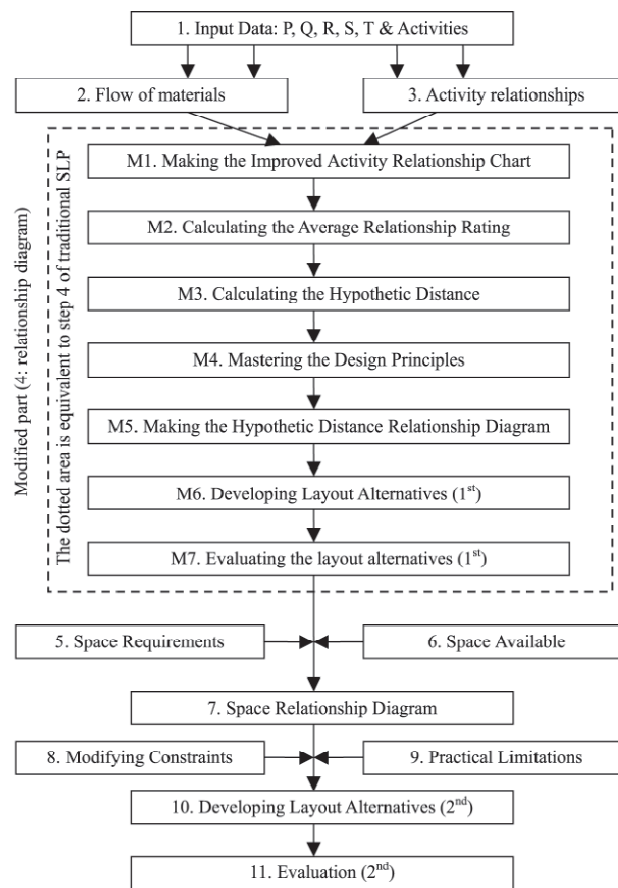 1. Input Data: P, Q, R, S, T & Activities
2. Flow of materials
3. Activity relationships
Modified part (4: relationship diagram)
The dotted area is equivalent to step 4 of traditional SLP
M1. Making the Improved Activity Relationship Chart
M2. Calculating the Average Relationship Rating
M3. Calculating the Hypothetic Distance
M4. Mastering the Design Principles
M5. Making the Hypothetic Distance Relationship Diagram
M6. Developing Layout Alternatives (1st)
M7. Evaluating the layout alternatives (1st)
5. Space Requirements
6. Space Available
7. Space Relationship Diagram
8. Modifying Constraints
9. Practical Limitations
10. Developing Layout Alternatives (2nd)
11. Evaluation (2nd)